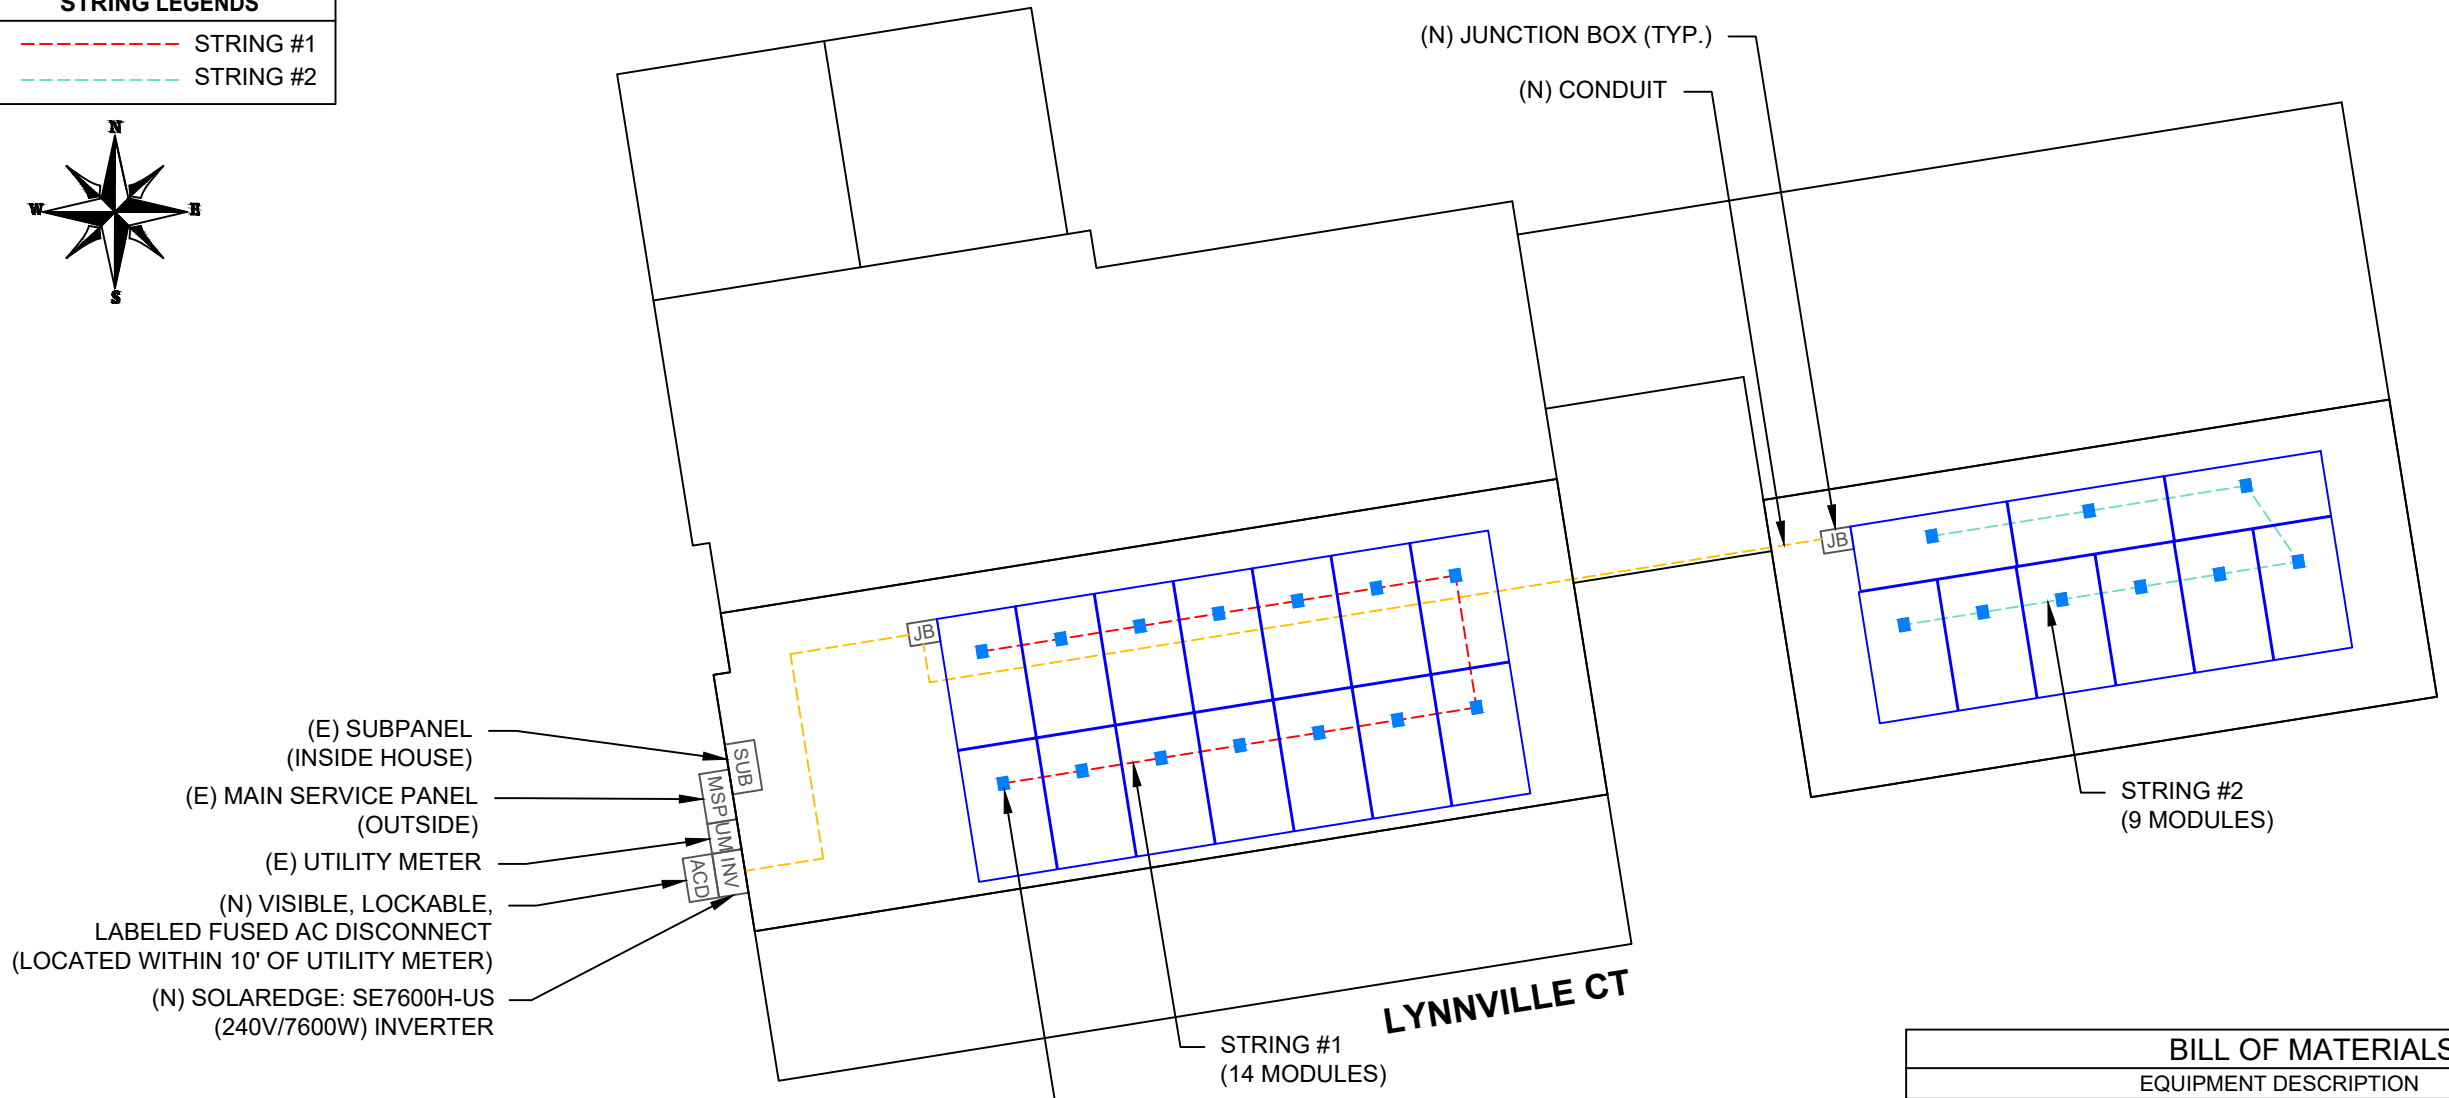 STRING LEGENDS
STRING #1
STRING #2
N
W
E
S
(N) JUNCTION BOX (TYP.)
(N) CONDUIT
JB
JB
(E) SUBPANEL
(INSIDE HOUSE)
(E) MAIN SERVICE PANEL
(OUTSIDE)
(E) UTILITY METER
(N) VISIBLE, LOCKABLE,
LABELED FUSED AC DISCONNECT
(LOCATED WITHIN 10' OF UTILITY METER)
(N) SOLAREDGE: SE7600H-US
(240V/7600W) INVERTER
SUB
MSP
UM
INV
ACD
STRING #2
(9 MODULES)
LYNNVILLE CT
STRING #1
(14 MODULES)
BILL OF MATERIALS
EQUIPMENT DESCRIPTION